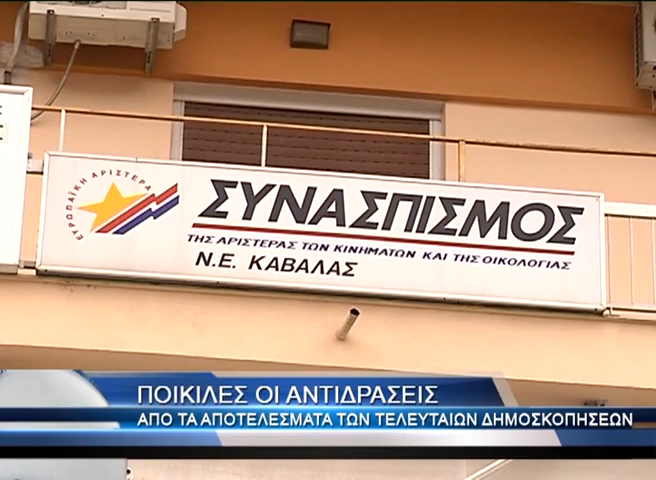 ΕΥΡΩΠΑΪΚΗ ΑΡΙΣΤΕΡΑ
ΣΥΝΑΣΠΙΣΜΟΣ
ΤΗΣ ΑΡΙΣΤΕΡΑΣ ΤΩΝ ΚΙΝΗΜΑΤΩΝ ΚΑΙ ΤΗΣ ΟΙΚΟΛΟΓΙΑΣ
Ν.Ε. ΚΑΒΑΛΑΣ
ΠΟΙΚΙΛΕΣ ΟΙ ΑΝΤΙΔΡΑΣΕΙΣ
ΑΠΟ ΤΑ ΑΠΟΤΕΛΕΣΜΑΤΑ ΤΩΝ ΤΕΛΕΥΤΑΙΩΝ ΔΗΜΟΣΚΟΠΗΣΕΩΝ